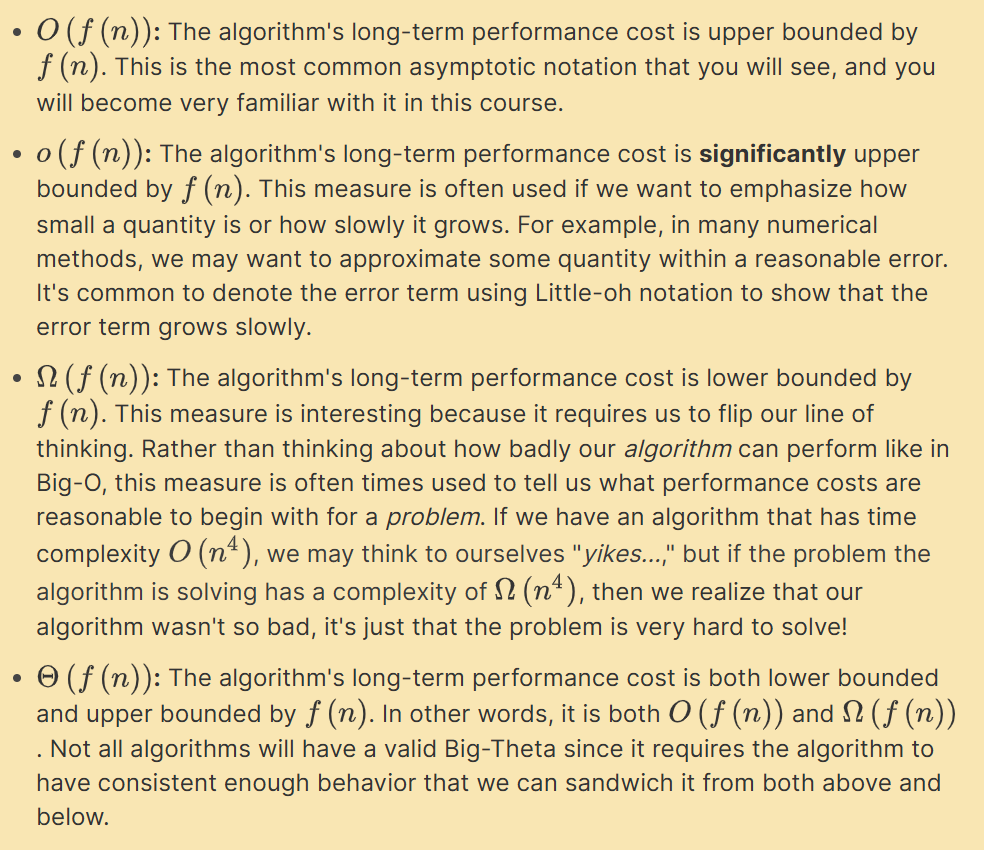 • O (f (n)): The algorithm's long-term performance cost is upper bounded by
f (n). This is the most common asymptotic notation that you will see, and you
will become very familiar with it in this course.
• o (f (n)): The algorithm's long-term performance cost is significantly upper
bounded by f (n). This measure is often used if we want to emphasize how
small a quantity is or how slowly it grows. For example, in many numerical
methods, we may want to approximate some quantity within a reasonable error.
It's common to denote the error term using Little-oh notation to show that the
error term grows slowly.
• Ω (f (n)): The algorithm's long-term performance cost is lower bounded by
f (n). This measure is interesting because it requires us to flip our line of
thinking. Rather than thinking about how badly our algorithm can perform like in
Big-O, this measure is often times used to tell us what performance costs are
reasonable to begin with for a problem. If we have an algorithm that has time
complexity O (n⁴), we may think to ourselves "yikes...," but if the problem the
algorithm is solving has a complexity of Ω (n⁴), then we realize that our
algorithm wasn't so bad, it's just that the problem is very hard to solve!
• Θ (f (n)): The algorithm's long-term performance cost is both lower bounded
and upper bounded by f (n). In other words, it is both O (f (n)) and Ω (f (n))
. Not all algorithms will have a valid Big-Theta since it requires the algorithm to
have consistent enough behavior that we can sandwich it from both above and
below.